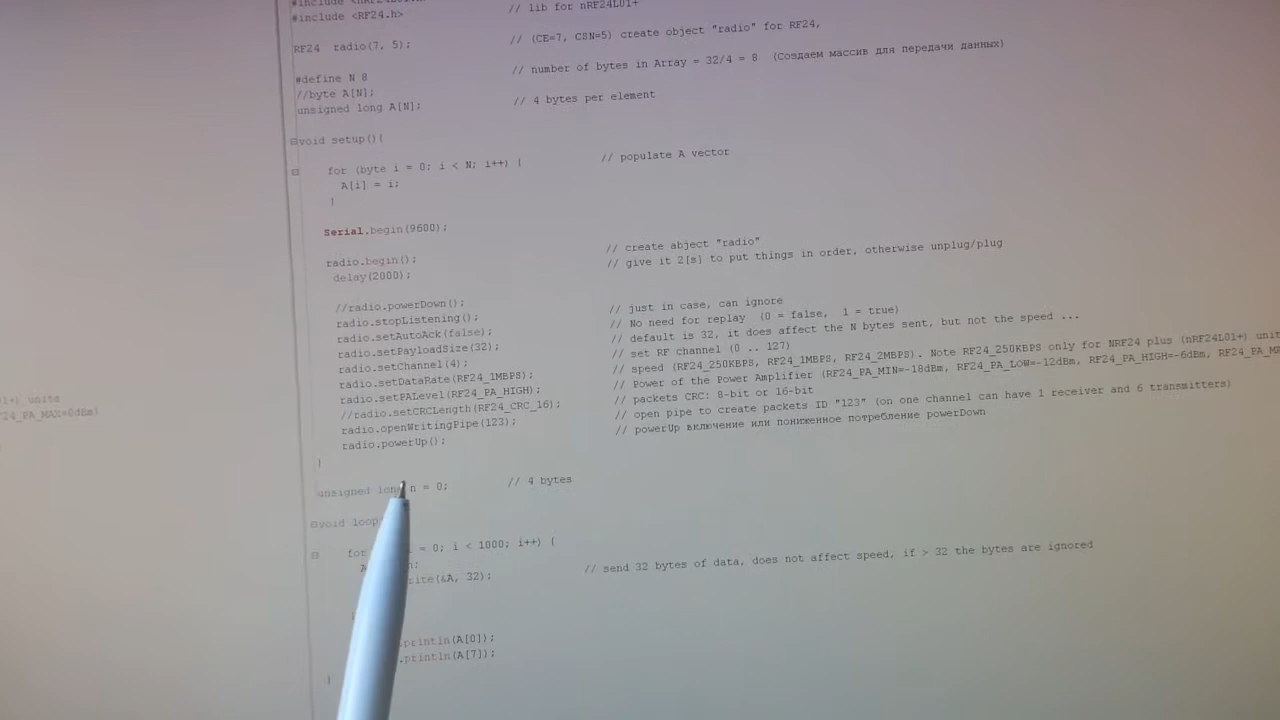 #include <nRF24L01.h>
#include <RF24.h> // lib for nRF24L01+
RF24 radio(7, 5); // (CE=7, CSN=5) create object "radio" for RF24,
#define N 8 // number of bytes in Array = 32/4 = 8 (Создаем массив для передачи данных)
//byte A[N];
unsigned long A[N]; // 4 bytes per element
void setup(){
for (byte i = 0; i < N; i++) { // populate A vector
A[i] = i;
}
Serial.begin(9600);
radio.begin(); // create abject "radio"
delay(2000); // give it 2[s] to put things in order, otherwise unplug/plug
//radio.powerDown();
radio.stopListening(); // just in case, can ignore
radio.setAutoAck(false); // No need for replay (0 = false, 1 = true)
radio.setPayloadSize(32); // default is 32, it does affect the N bytes sent, but not the speed ...
radio.setChannel(4); // set RF channel (0 .. 127)
radio.setDataRate(RF24_1MBPS); // speed (RF24_250KBPS, RF24_1MBPS, RF24_2MBPS). Note RF24_250KBPS only for NRF24 plus (nRF24L01+) unit
radio.setPALevel(RF24_PA_HIGH); // Power of the Power Amplifier (RF24_PA_MIN=-18dBm, RF24_PA_LOW=-12dBm, RF24_PA_HIGH=-6dBm, RF24_PA_M
//radio.setCRCLength(RF24_CRC_16); // packets CRC: 8-bit or 16-bit
radio.openWritingPipe(123); // open pipe to create packets ID "123" (on one channel can have 1 receiver and 6 transmitters)
radio.powerUp(); // powerUp включение или пониженное потребление powerDown
}
unsigned long n = 0; // 4 bytes
void loop
for = 0; i < 1000; i++) {
A
rite(&A, 32); // send 32 bytes of data, does not affect speed, if > 32 the bytes are ignored
.println(A[0]);
.println(A[7]);
}
01+) units
RF24_PA_MAX=0dBm)